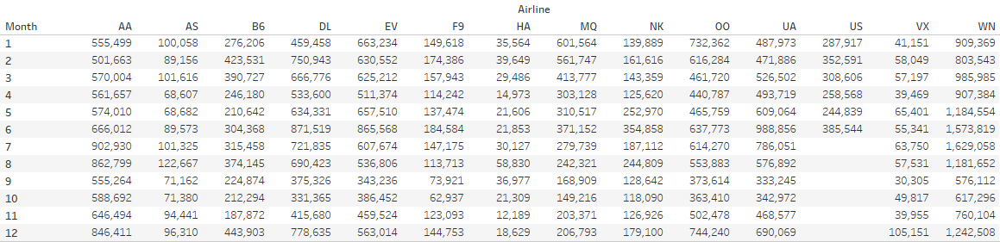 Airline
Month AA AS B6 DL EV F9 HA MQ NK OO UA US VX WN
1 555,499 100,058 276,206 459,458 663,234 149,618 35,564 601,564 139,889 732,362 487,973 287,917 41,151 909,369
2 501,663 89,156 423,531 750,943 630,552 174,386 39,649 561,747 161,616 616,284 471,886 352,591 58,049 803,543
3 570,004 101,616 390,727 666,776 625,212 157,943 29,486 413,777 143,359 461,720 526,502 308,606 57,197 985,985
4 561,657 68,607 246,180 533,600 511,374 114,242 14,973 303,128 125,620 440,787 493,719 258,568 39,469 907,384
5 574,010 68,682 210,642 634,331 657,510 137,474 21,606 310,517 252,970 465,759 609,064 244,839 65,401 1,184,554
6 666,012 89,573 304,368 871,519 865,568 184,584 21,853 371,152 354,858 637,773 988,856 385,544 55,341 1,573,819
7 902,930 101,325 315,458 721,835 607,674 147,175 30,127 279,739 187,112 614,270 786,051 63,750 1,629,058
8 862,799 122,667 374,145 690,423 536,806 113,713 58,830 242,321 244,809 553,883 576,892 57,531 1,181,652
9 555,264 71,162 224,874 375,326 343,236 73,921 36,977 168,909 128,642 373,614 333,245 30,305 576,112
10 588,692 71,380 212,294 331,365 386,452 62,937 21,309 149,216 118,090 363,410 342,972 49,817 617,296
11 646,494 94,441 187,872 415,680 459,524 123,093 12,189 203,371 126,926 502,478 468,577 39,955 760,104
12 846,411 96,310 443,903 778,635 563,014 144,753 18,629 206,793 179,100 744,240 690,069 105,151 1,242,508